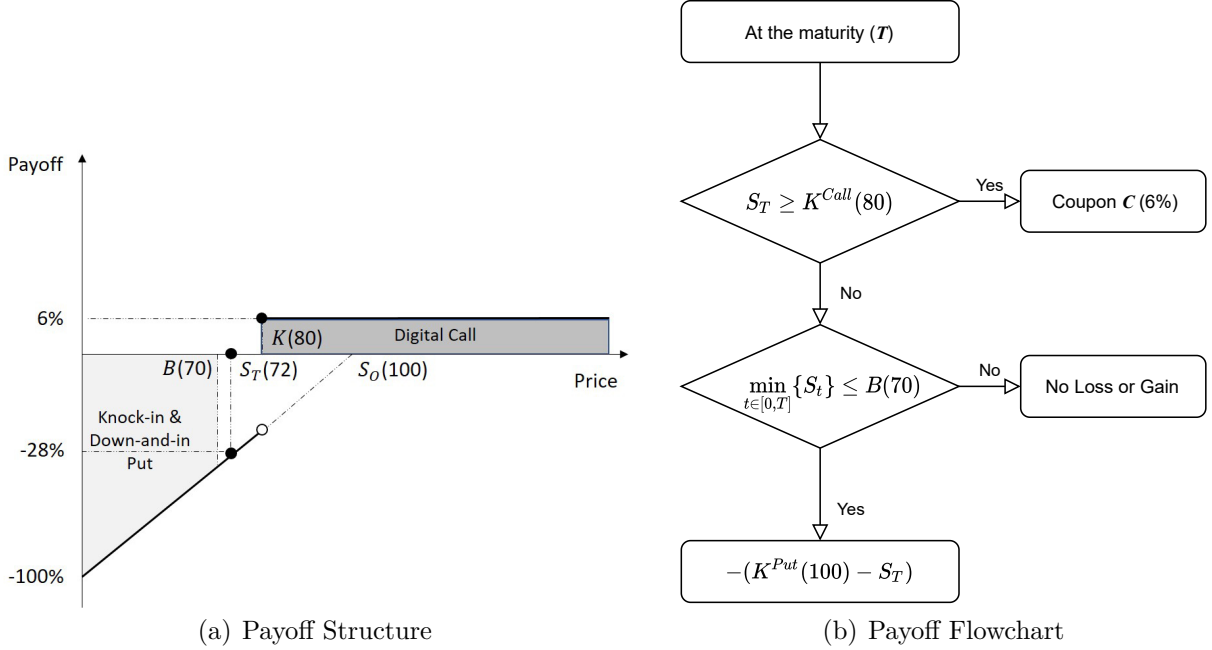 Payoff
6%
K(80)
Digital Call
B(70)
S_T(72)
S_O(100)
Price
Knock-in &
Down-and-in
Put
-28%
-100%
(a) Payoff Structure
At the maturity (T)
S_T ≥ K^{Call}(80)
Yes
Coupon C (6%)
No
min_{t∈[0,T]}{S_t} ≤ B(70)
No
No Loss or Gain
Yes
−(K^{Put}(100) − S_T)
(b) Payoff Flowchart